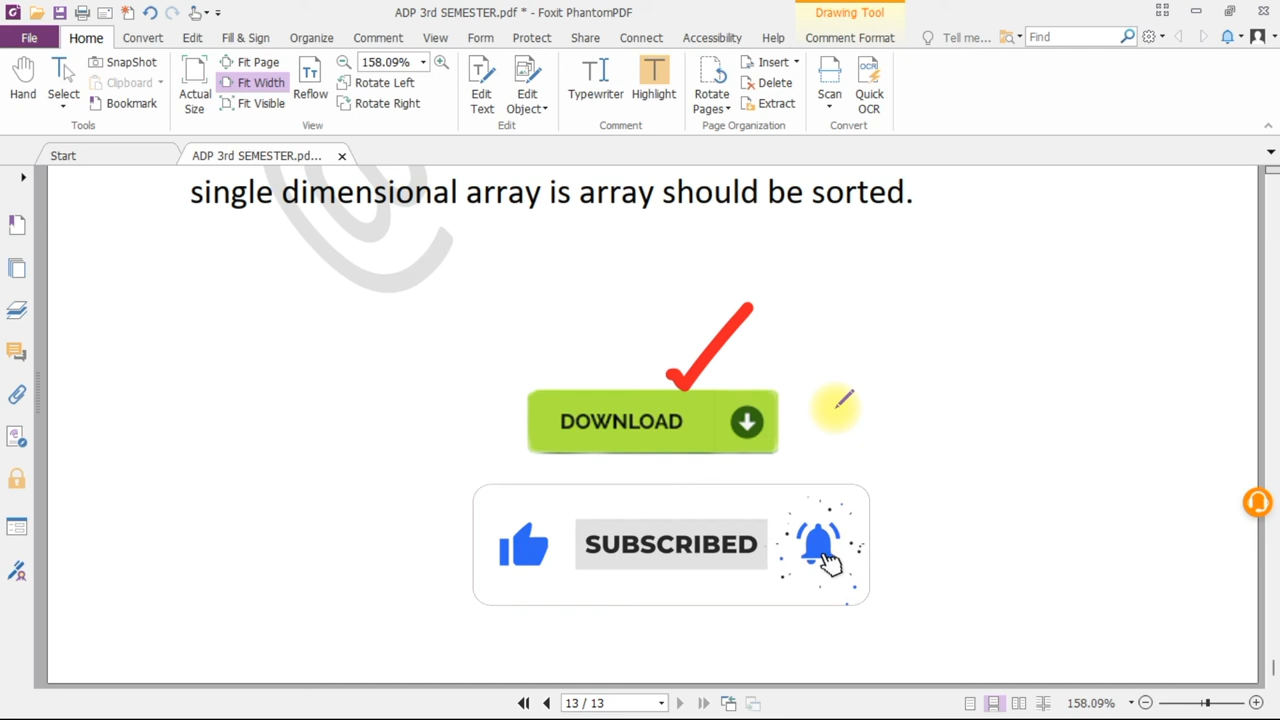 ADP 3rd SEMESTER.pdf * - Foxit PhantomPDF
Drawing Tool
File
Home
Convert
Edit
Fill & Sign
Organize
Comment
View
Form
Protect
Share
Connect
Accessibility
Help
Comment Format
Tell me...
Find
Hand
Select
SnapShot
Clipboard
Bookmark
Tools
Actual Size
Fit Page
Fit Width
Fit Visible
Reflow
158.09%
Rotate Left
Rotate Right
View
Edit Text
Edit Object
Edit
Typewriter
Highlight
Comment
Rotate Pages
Insert
Delete
Extract
Page Organization
Scan
Quick OCR
Convert
Start
ADP 3rd SEMESTER.pd...
single dimensional array is array should be sorted.
DOWNLOAD
SUBSCRIBED
13 / 13
158.09%